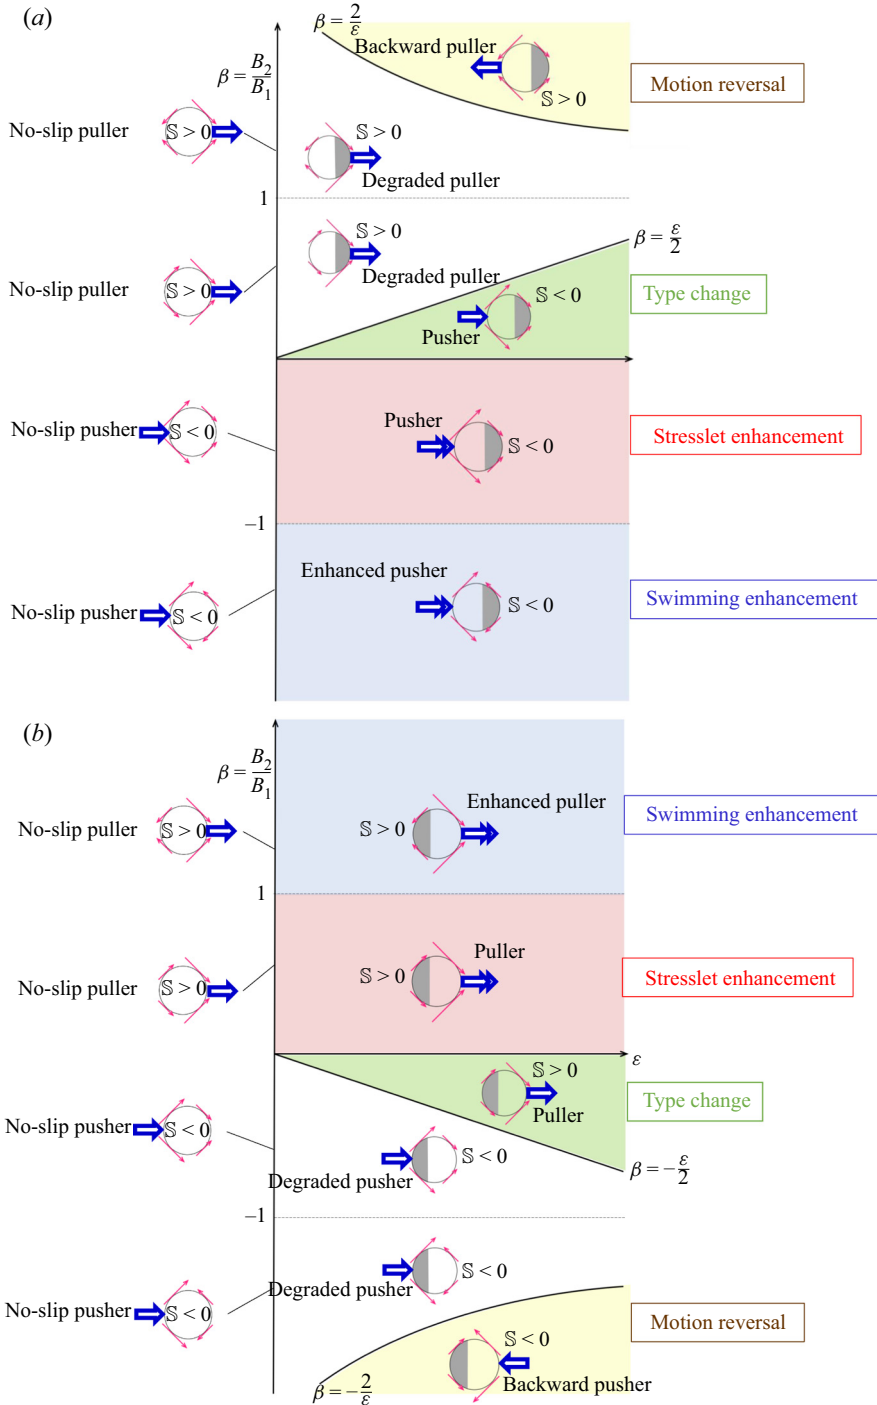 (a)
β = 2/ε
Backward puller
β = B₂/B₁
𝕊 > 0
Motion reversal
No-slip puller
𝕊 > 0
𝕊 > 0
Degraded puller
1
𝕊 > 0
β = ε/2
No-slip puller
𝕊 > 0
Degraded puller
𝕊 < 0
Type change
Pusher
No-slip pusher
𝕊 < 0
Pusher
𝕊 < 0
Stresslet enhancement
–1
Enhanced pusher
No-slip pusher
𝕊 < 0
𝕊 < 0
Swimming enhancement
(b)
β = B₂/B₁
Enhanced puller
No-slip puller
𝕊 > 0
𝕊 > 0
Swimming enhancement
1
Puller
No-slip puller
𝕊 > 0
𝕊 > 0
Stresslet enhancement
ε
𝕊 > 0
Type change
Puller
No-slip pusher
𝕊 < 0
𝕊 < 0
β = –ε/2
Degraded pusher
–1
𝕊 < 0
Degraded pusher
No-slip pusher
𝕊 < 0
𝕊 < 0
Motion reversal
β = –2/ε
Backward pusher